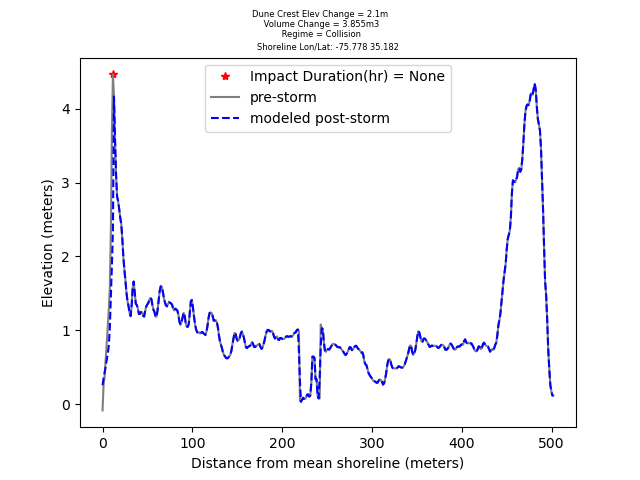 Dune Crest Elev Change = 2.1m
Volume Change = 3.855m3
Regime = Collision
Shoreline Lon/Lat: -75.778 35.182
Impact Duration(hr) = None
pre-storm
modeled post-storm
Elevation (meters)
4
3
2
1
0
0 100 200 300 400 500
Distance from mean shoreline (meters)